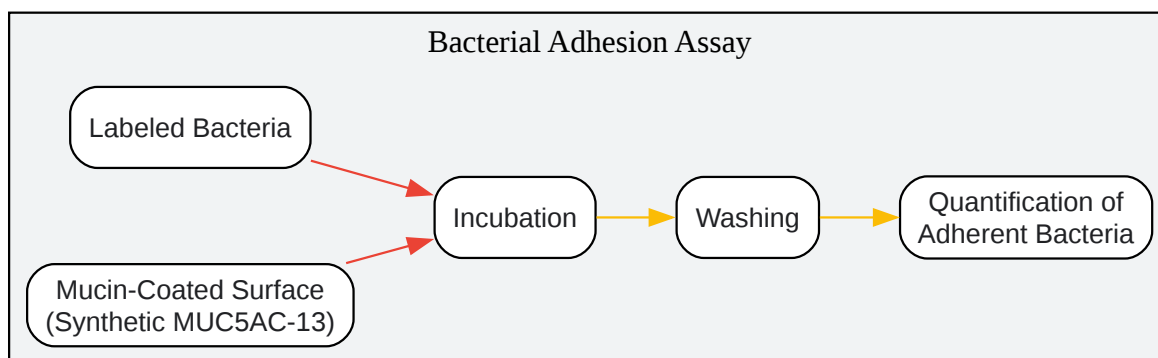 Bacterial Adhesion Assay
Labeled Bacteria
Mucin-Coated Surface
(Synthetic MUC5AC-13)
Incubation
Washing
Quantification of
Adherent Bacteria